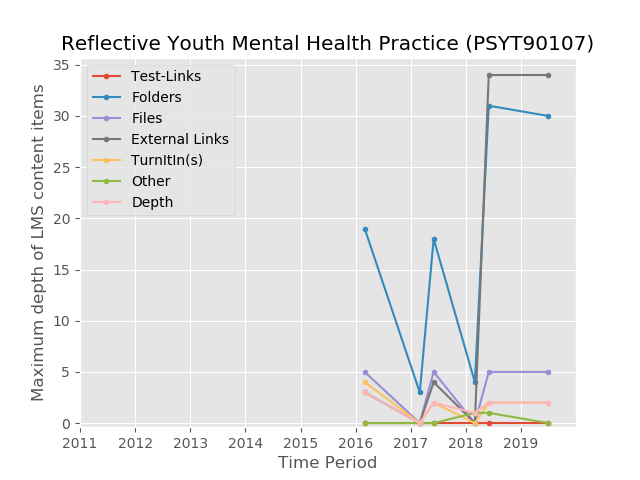 Reflective Youth Mental Health Practice (PSYT90107)
Maximum depth of LMS content items
35
30
25
20
15
10
5
0
Test-Links
Folders
Files
External Links
TurnItIn(s)
Other
Depth
2011 2012 2013 2014 2015 2016 2017 2018 2019
Time Period